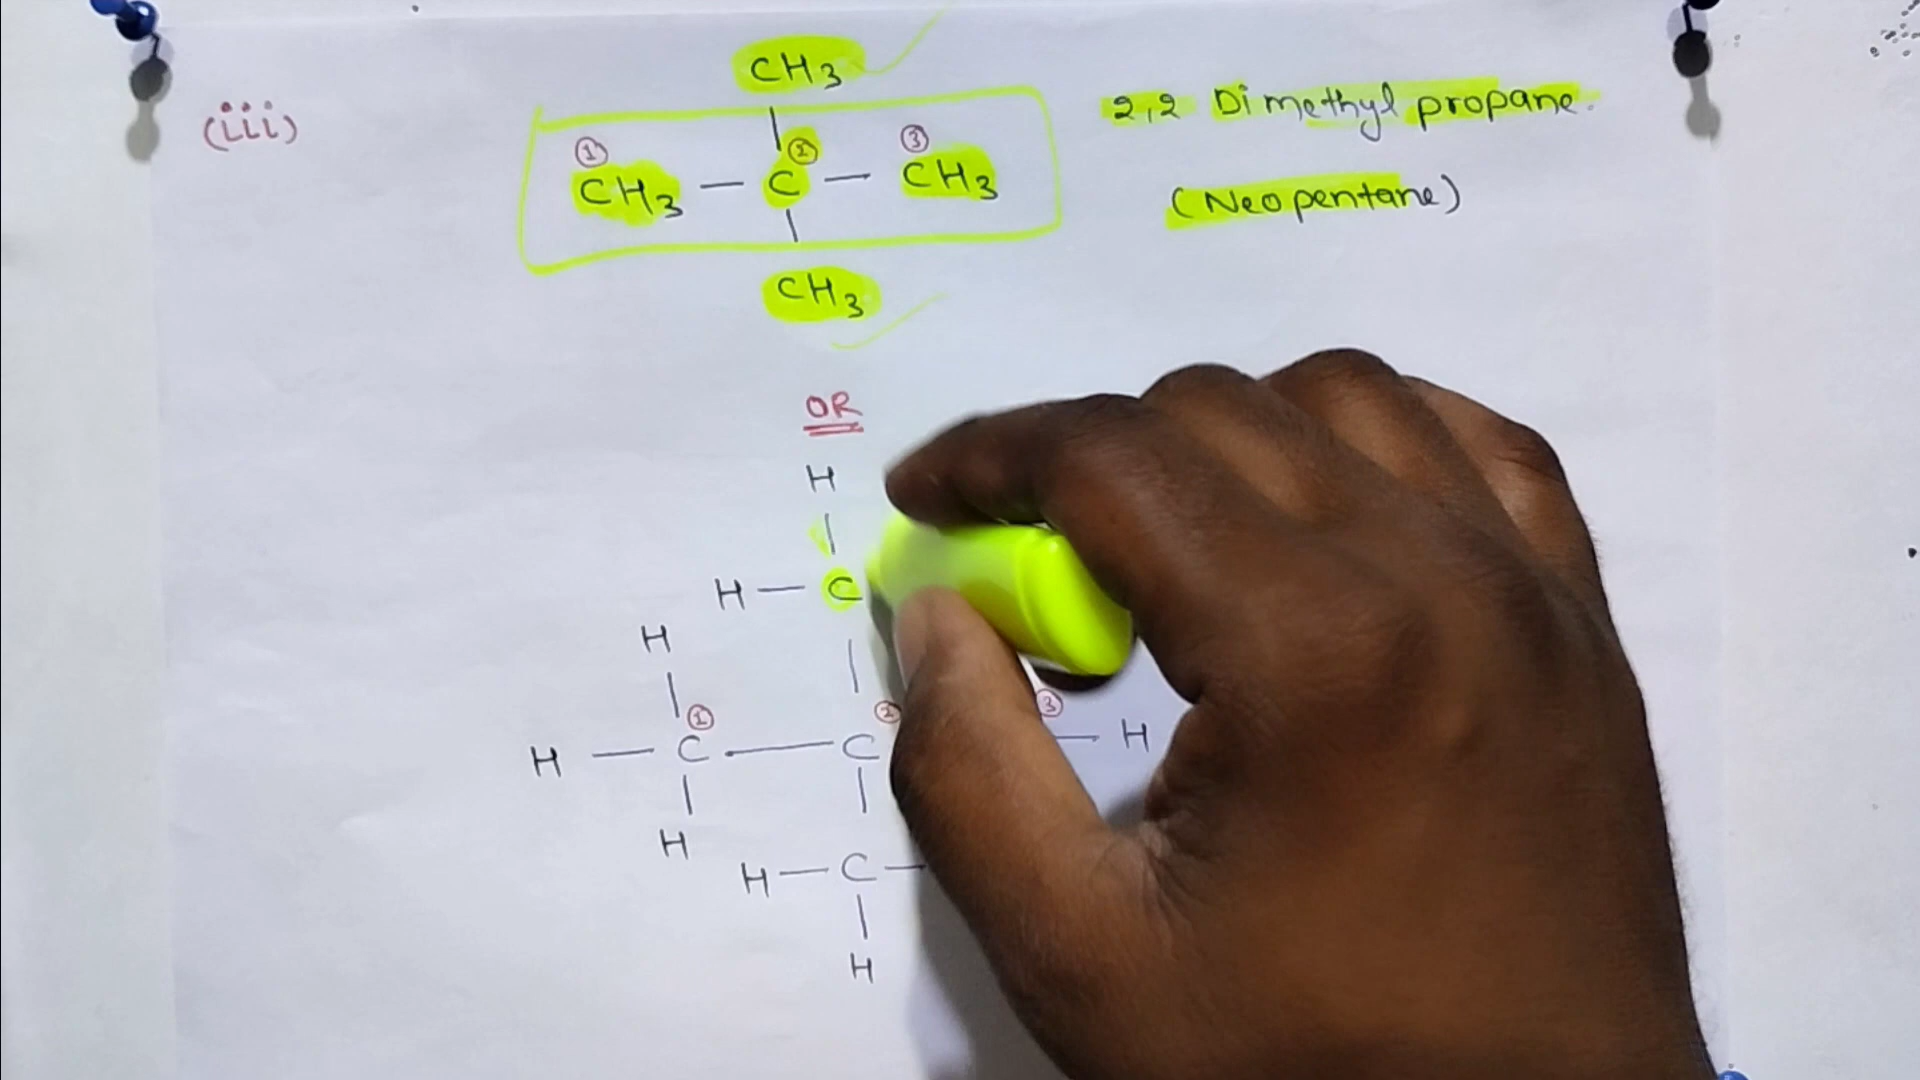 (iii)
CH3
2,2 Dimethyl propane.
① ② ③
CH3 — C — CH3
(Neopentane)
CH3
OR
H
H — C
H
① ② ③
H — C — C — H
H
H — C —
H